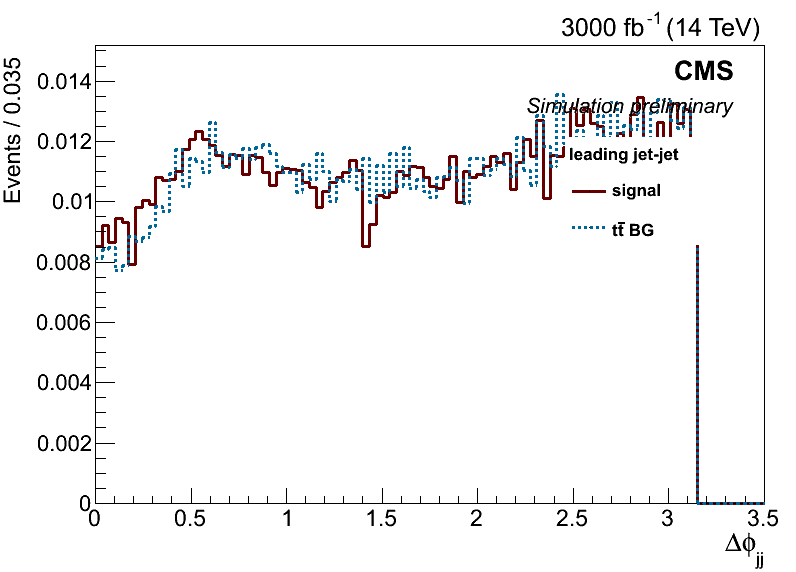 3000 fb⁻¹ (14 TeV)
CMS
Simulation preliminary
Events / 0.035
0.014
0.012
0.01
0.008
0.006
0.004
0.002
0
leading jet-jet
signal
tt̄ BG
0 0.5 1 1.5 2 2.5 3 3.5
Δϕjj